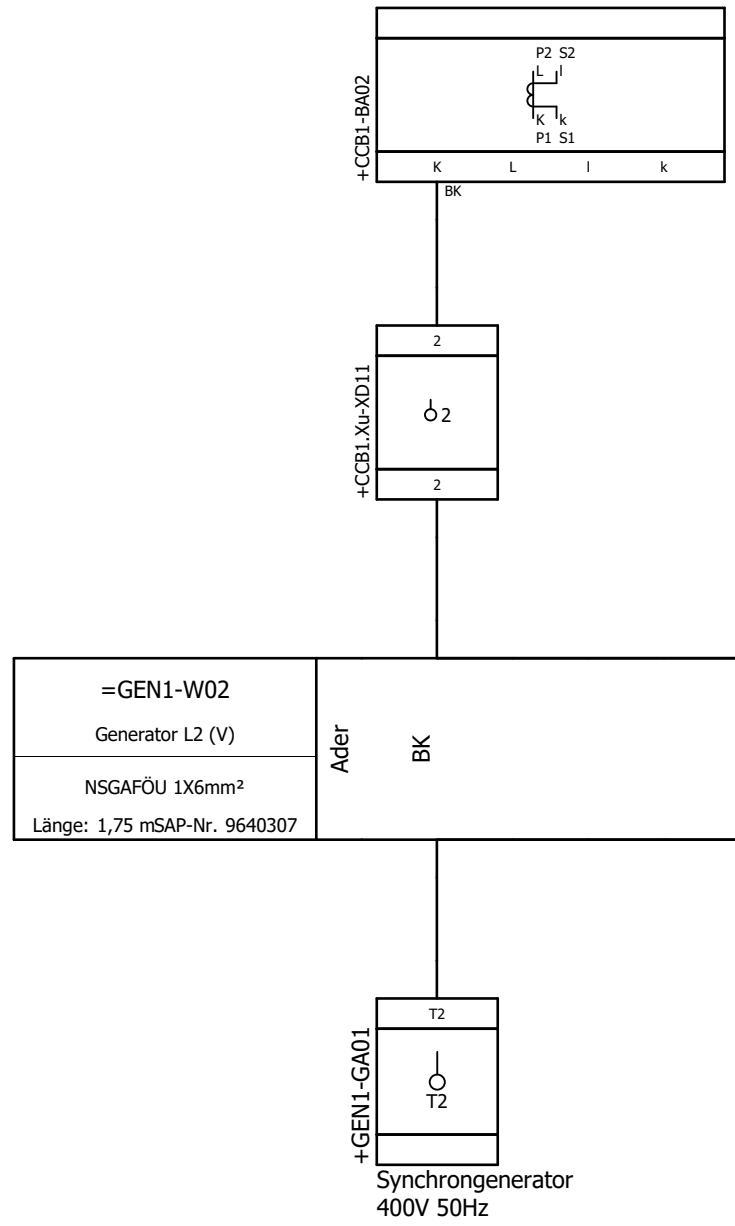 +CCB1-BA02
P2 S2
L l
K k
P1 S1
K L l k
BK
+CCB1.Xu-XD11
2
2
2
=GEN1-W02
Generator L2 (V)
NSGAFÖU 1X6mm²
Länge: 1,75 mSAP-Nr. 9640307
Ader
BK
+GEN1-GA01
T2
T2
Synchrongenerator
400V 50Hz